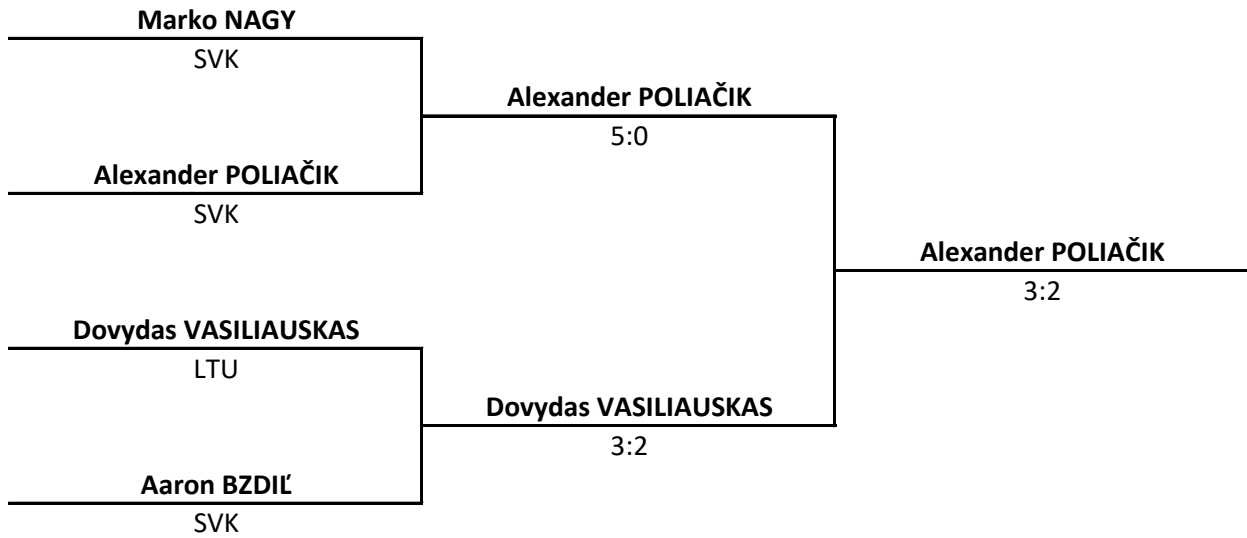 Marko NAGY
SVK
Alexander POLIAČIK
5:0
Alexander POLIAČIK
SVK
Alexander POLIAČIK
3:2
Dovydas VASILIAUSKAS
LTU
Dovydas VASILIAUSKAS
3:2
Aaron BZDIĽ
SVK